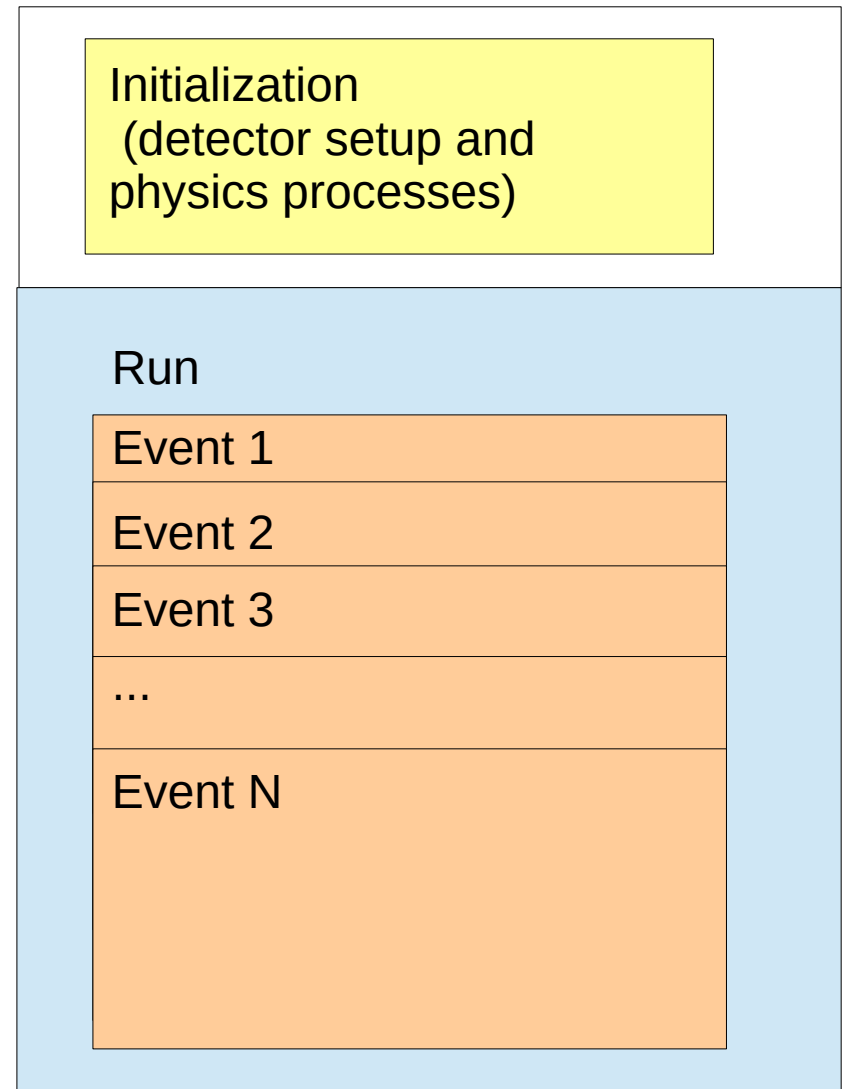 Initialization
(detector setup and
physics processes)
Run
Event 1
Event 2
Event 3
...
Event N